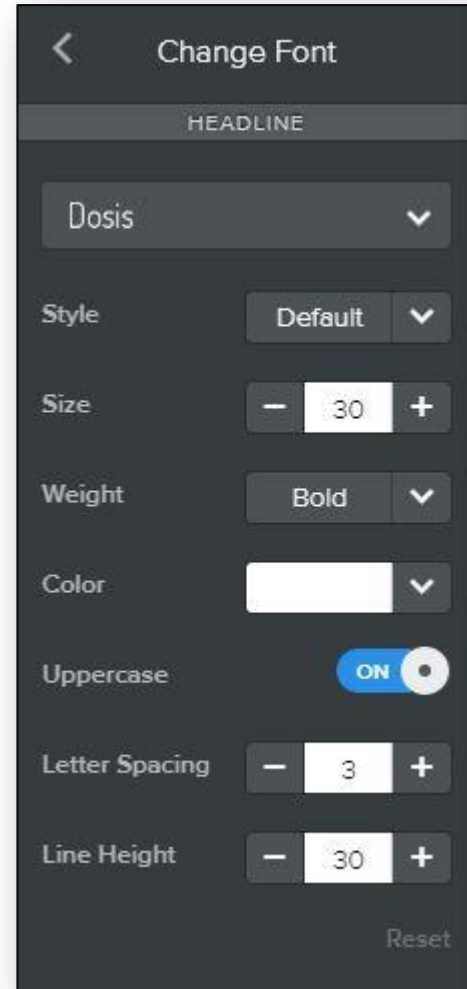 Change Font
HEADLINE
Dosis
Style Default
Size − 30 +
Weight Bold
Color
Uppercase ON
Letter Spacing − 3 +
Line Height − 30 +
Reset